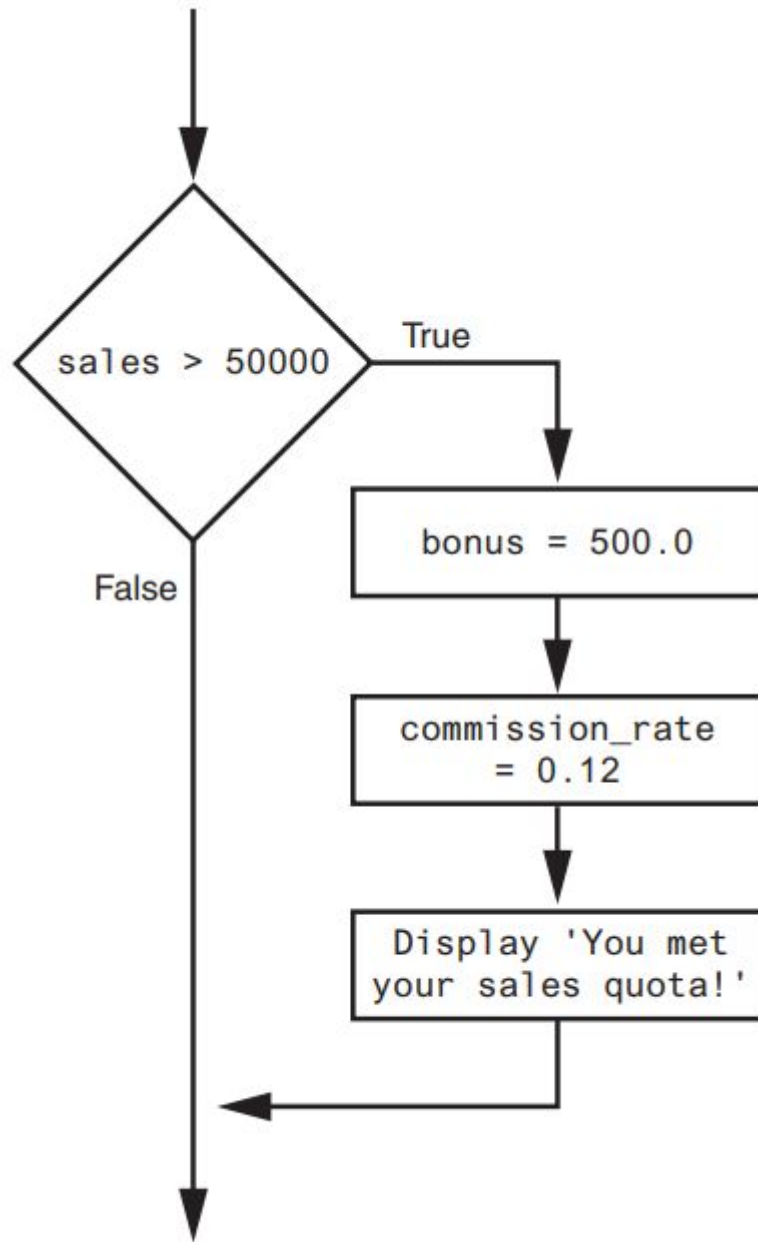 sales > 50000
True
False
bonus = 500.0
commission_rate
= 0.12
Display 'You met
your sales quota!'